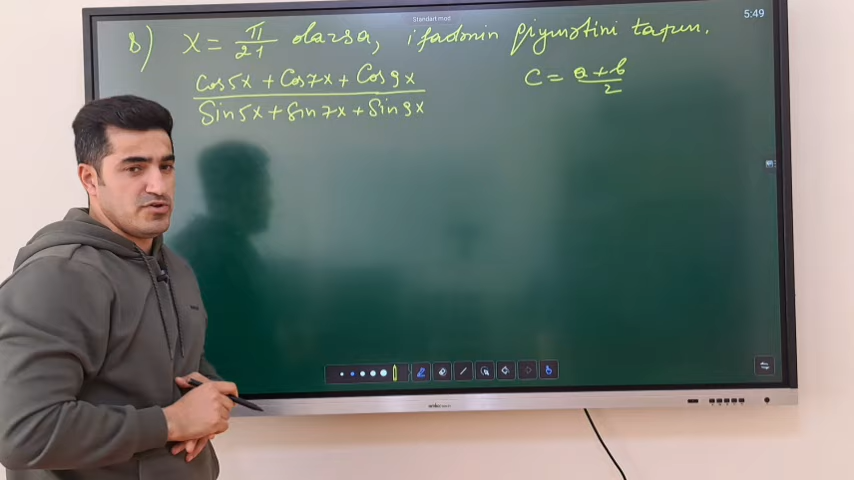 Standart mod
5:49
8) x = π/21 olarsa, ifadənin qiymətini tapın.
Cos5x + Cos7x + Cos9x
Sin5x + Sin7x + Sin9x
C = a+b/2